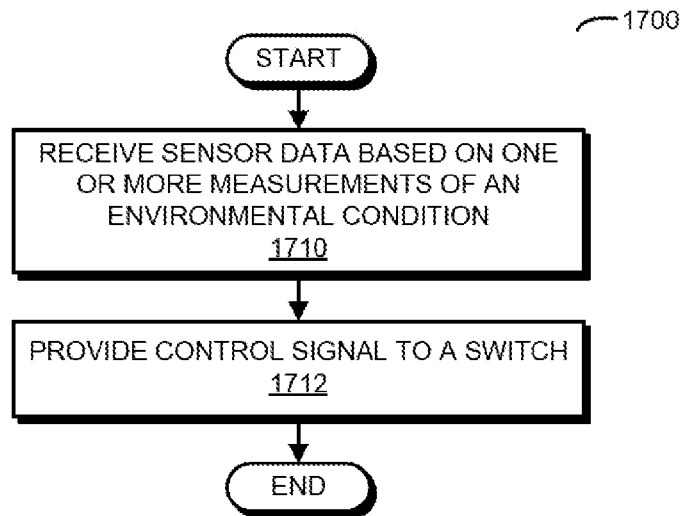 1700
START
RECEIVE SENSOR DATA BASED ON ONE
OR MORE MEASUREMENTS OF AN
ENVIRONMENTAL CONDITION
1710
PROVIDE CONTROL SIGNAL TO A SWITCH
1712
END